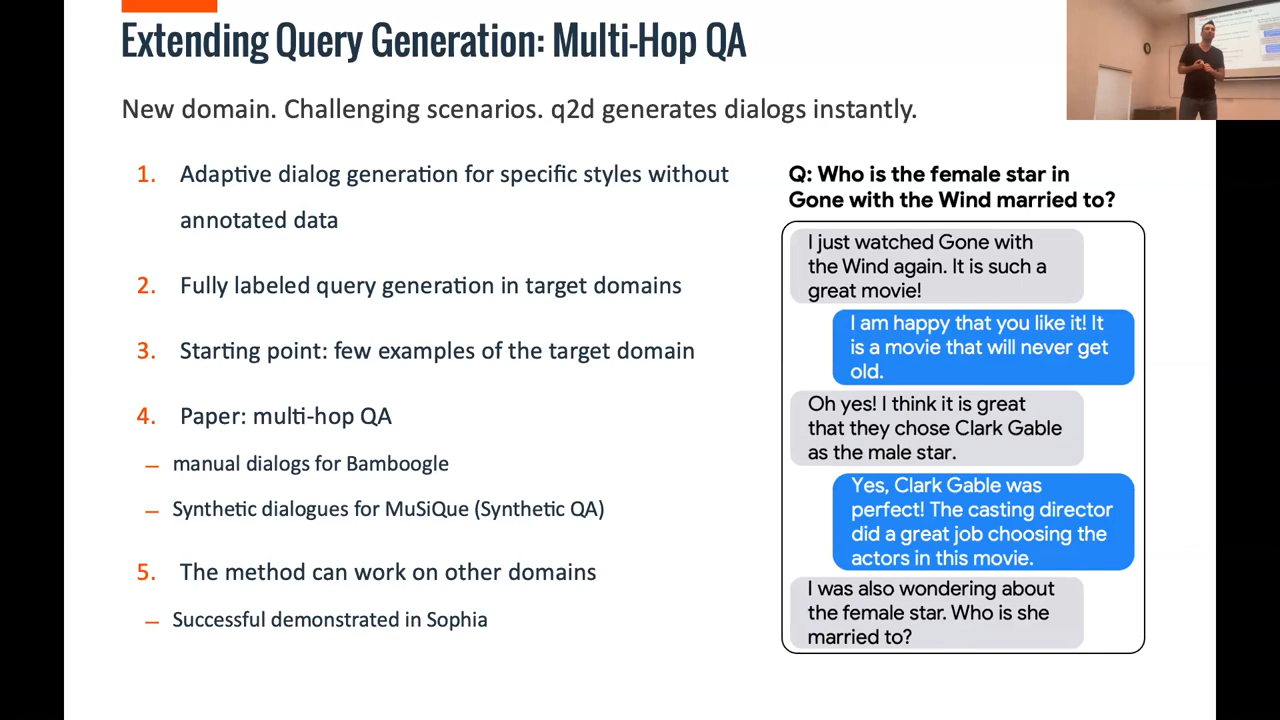 Extending Query Generation: Multi-Hop QA
New domain. Challenging scenarios. q2d generates dialogs instantly.
1. Adaptive dialog generation for specific styles without
annotated data
2. Fully labeled query generation in target domains
3. Starting point: few examples of the target domain
4. Paper: multi-hop QA
– manual dialogs for Bamboogle
– Synthetic dialogues for MuSiQue (Synthetic QA)
5. The method can work on other domains
– Successful demonstrated in Sophia
Q: Who is the female star in
Gone with the Wind married to?
I just watched Gone with
the Wind again. It is such a
great movie!
I am happy that you like it! It
is a movie that will never get
old.
Oh yes! I think it is great
that they chose Clark Gable
as the male star.
Yes, Clark Gable was
perfect! The casting director
did a great job choosing the
actors in this movie.
I was also wondering about
the female star. Who is she
married to?